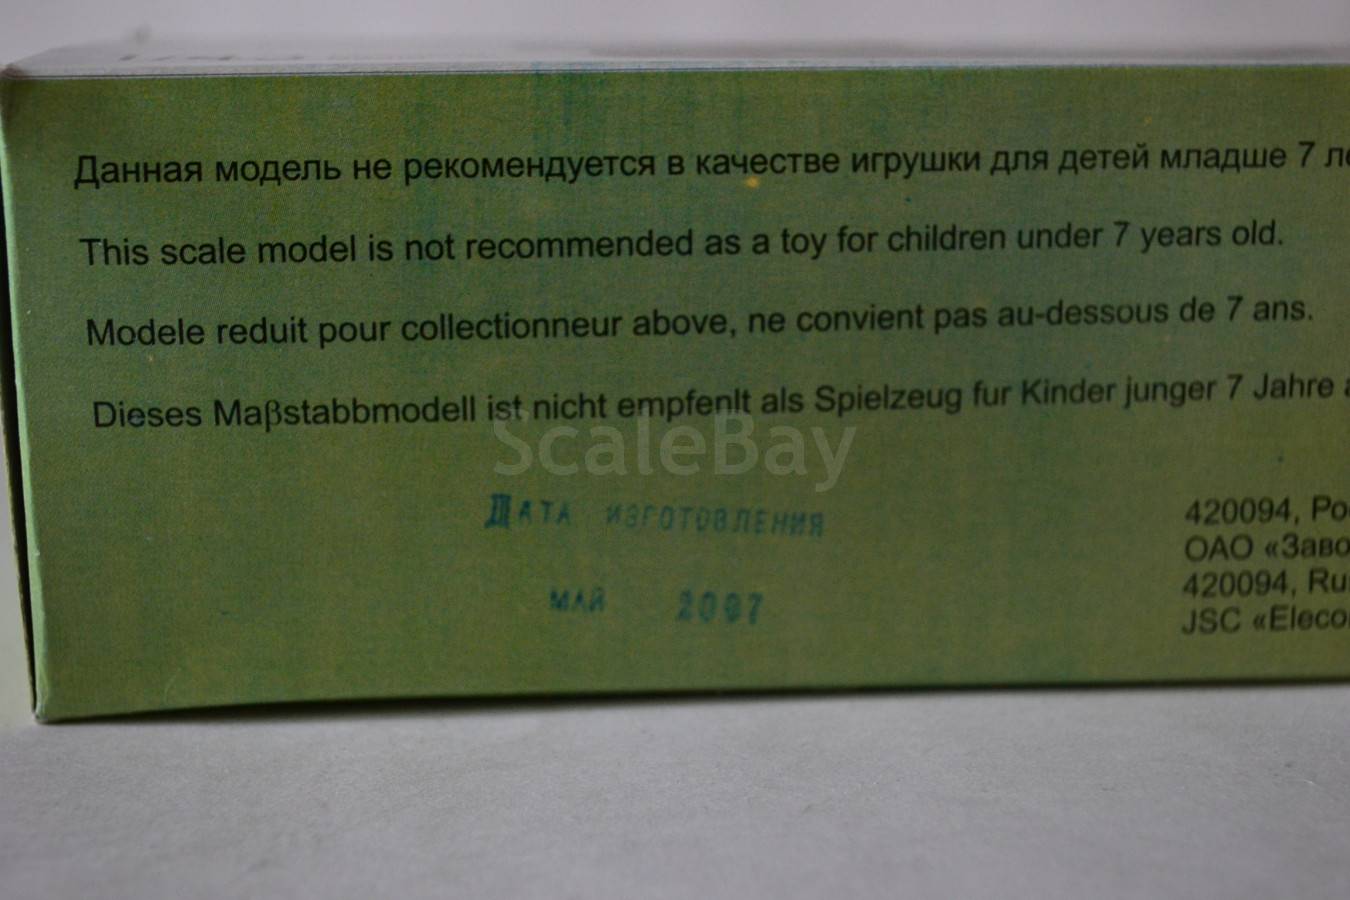 Данная модель не рекомендуется в качестве игрушки для детей младше 7
This scale model is not recommended as a toy for children under 7 years old.
Modele reduit pour collectionneur above, ne convient pas au-dessous de 7 ans.
Dieses Maβstabbmodell ist nicht empfenlt als Spielzeug fur Kinder junger 7 Jahre
ScaleBay
Дата изготовления
май 2007
420094,
ОАО
420094,
JSC